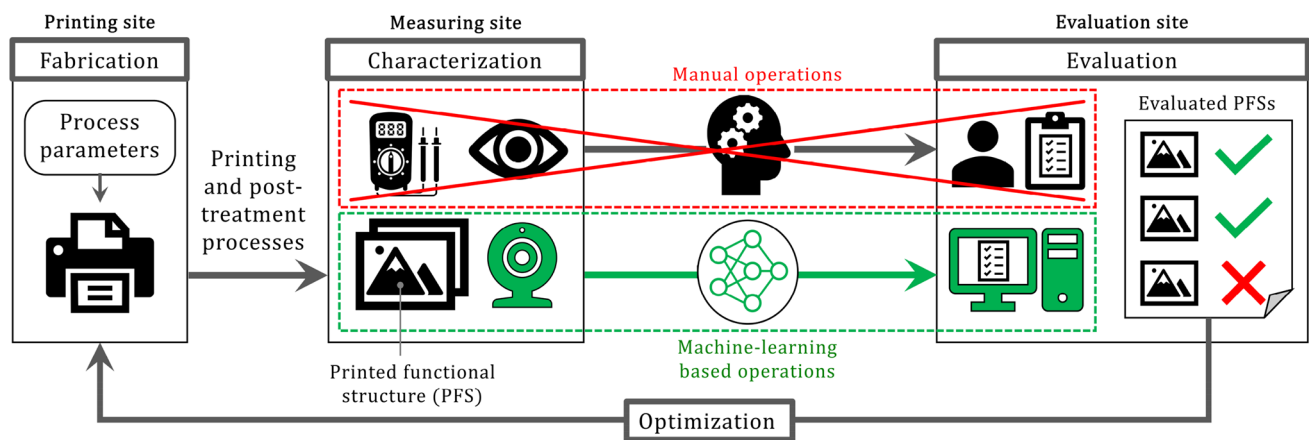 Printing site
Measuring site
Evaluation site
Fabrication
Characterization
Evaluation
Manual operations
Process
parameters
Evaluated PFSs
888
Printing
and post-
treatment
processes
Printed functional
structure (PFS)
Machine-learning
based operations
Optimization